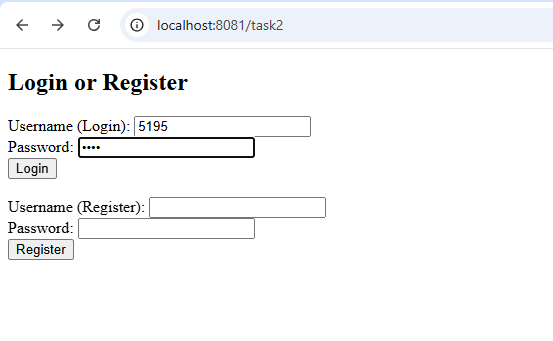 localhost:8081/task2
Login or Register
Username (Login): 5195
Password: ••••
Login
Username (Register):
Password:
Register